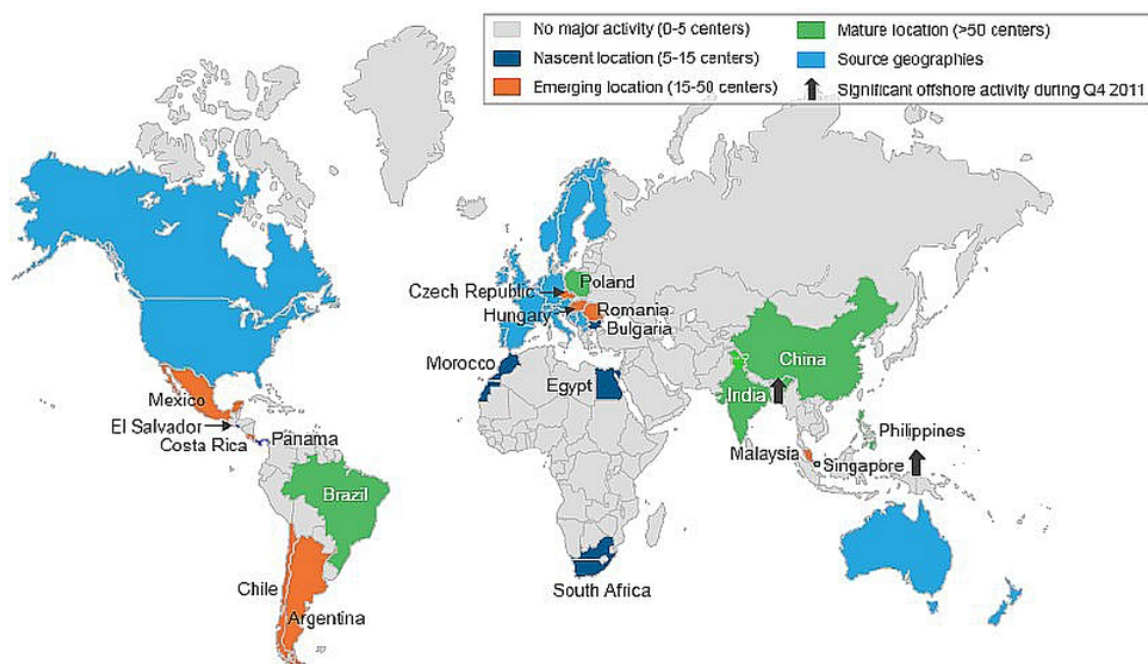 No major activity (0-5 centers)
Nascent location (5-15 centers)
Emerging location (15-50 centers)
Mature location (>50 centers)
Source geographies
Significant offshore activity during Q4 2011
Poland
Czech Republic
Hungary
Romania
Bulgaria
Morocco
Egypt
China
India
Mexico
El Salvador
Costa Rica
Panama
Philippines
Malaysia
Singapore
Brazil
Chile
Argentina
South Africa